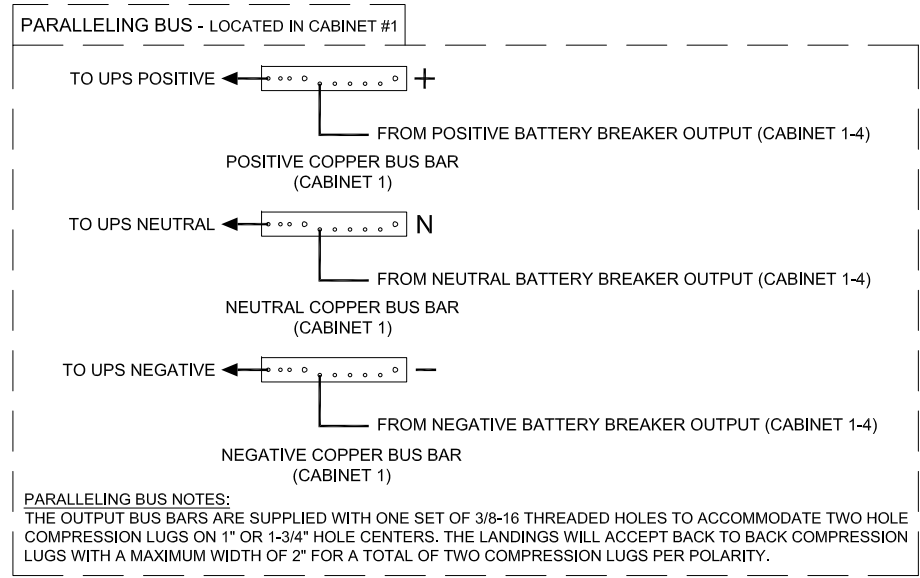 PARALLELING BUS - LOCATED IN CABINET #1
TO UPS POSITIVE
+
FROM POSITIVE BATTERY BREAKER OUTPUT (CABINET 1-4)
POSITIVE COPPER BUS BAR
(CABINET 1)
TO UPS NEUTRAL
N
FROM NEUTRAL BATTERY BREAKER OUTPUT (CABINET 1-4)
NEUTRAL COPPER BUS BAR
(CABINET 1)
TO UPS NEGATIVE
—
FROM NEGATIVE BATTERY BREAKER OUTPUT (CABINET 1-4)
NEGATIVE COPPER BUS BAR
(CABINET 1)
PARALLELING BUS NOTES:
THE OUTPUT BUS BARS ARE SUPPLIED WITH ONE SET OF 3/8-16 THREADED HOLES TO ACCOMMODATE TWO HOLE
COMPRESSION LUGS ON 1" OR 1-3/4" HOLE CENTERS. THE LANDINGS WILL ACCEPT BACK TO BACK COMPRESSION
LUGS WITH A MAXIMUM WIDTH OF 2" FOR A TOTAL OF TWO COMPRESSION LUGS PER POLARITY.